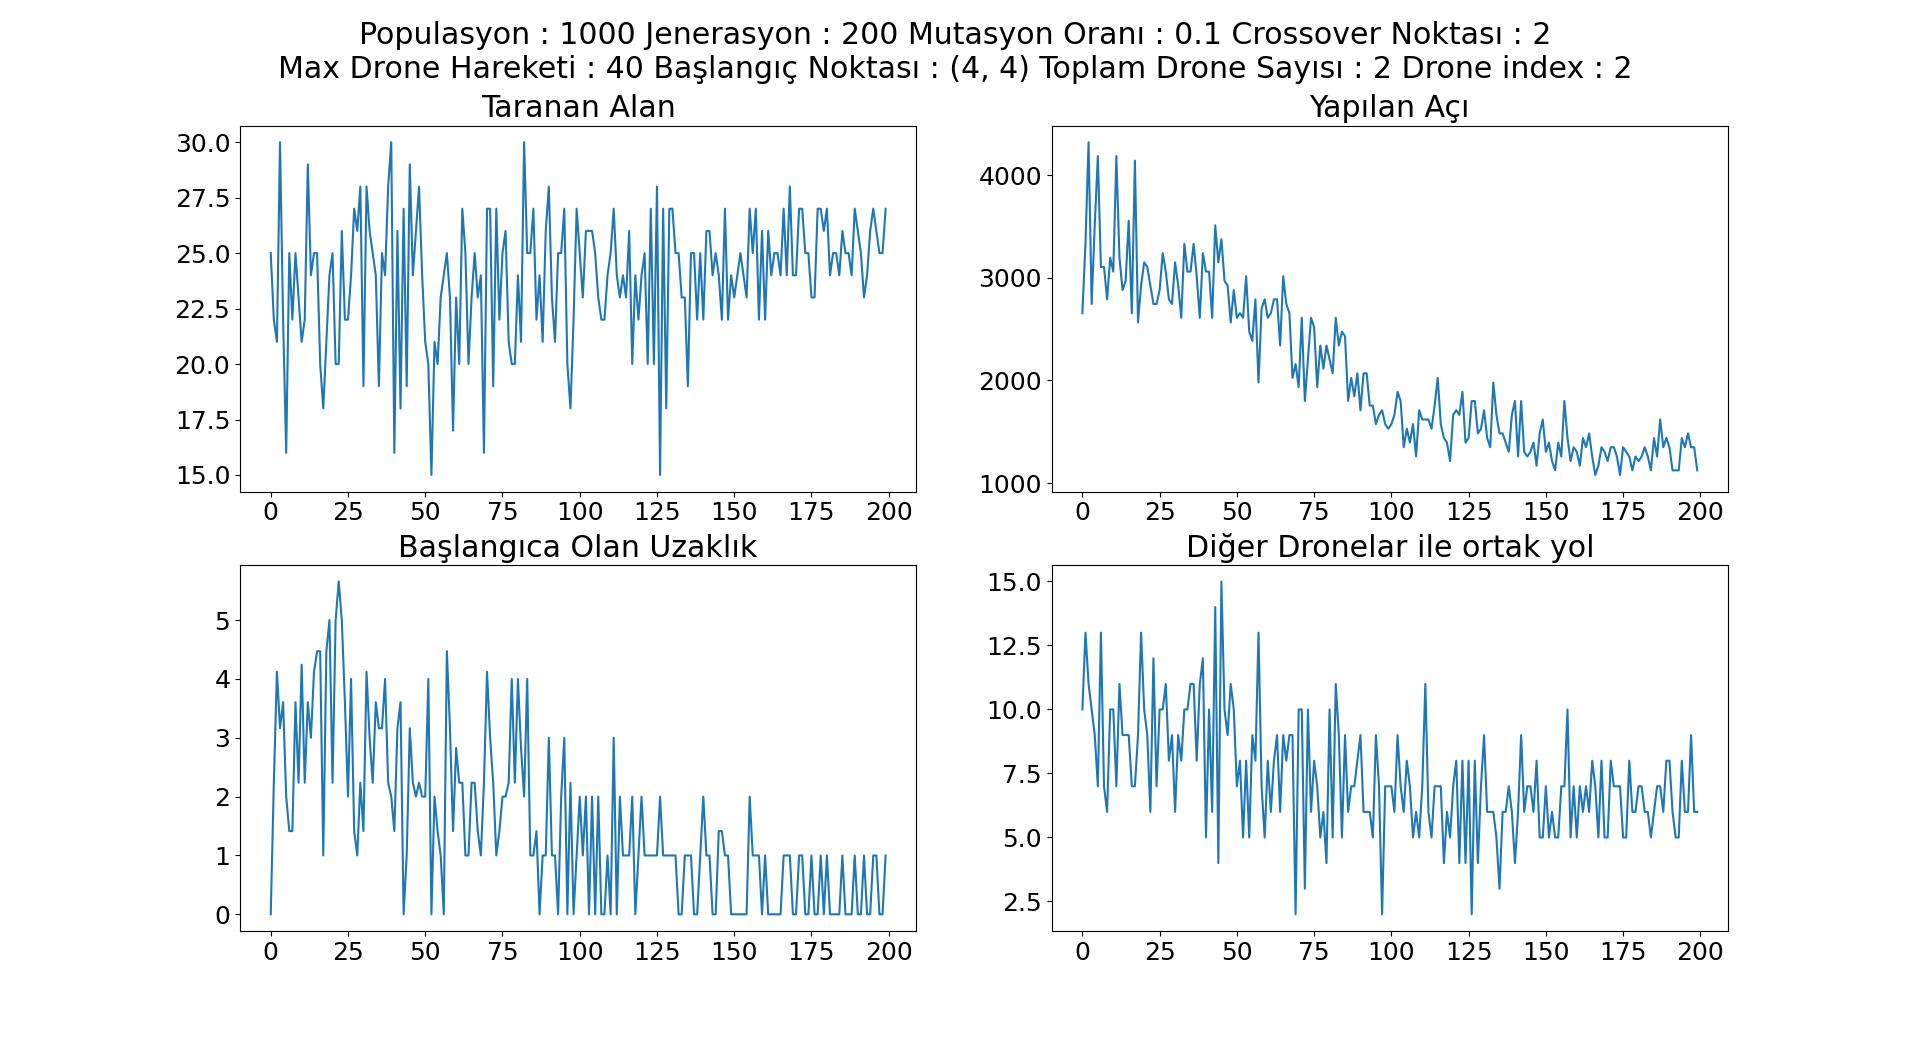 Populasyon : 1000 Jenerasyon : 200 Mutasyon Oranı : 0.1 Crossover Noktası : 2
Max Drone Hareketi : 40 Başlangıç Noktası : (4, 4) Toplam Drone Sayısı : 2 Drone index : 2
Taranan Alan
30.0
27.5
25.0
22.5
20.0
17.5
15.0
0 25 50 75 100 125 150 175 200
Yapılan Açı
4000
3000
2000
1000
0 25 50 75 100 125 150 175 200
Başlangıca Olan Uzaklık
5
4
3
2
1
0
0 25 50 75 100 125 150 175 200
Diğer Dronelar ile ortak yol
15.0
12.5
10.0
7.5
5.0
2.5
0 25 50 75 100 125 150 175 200